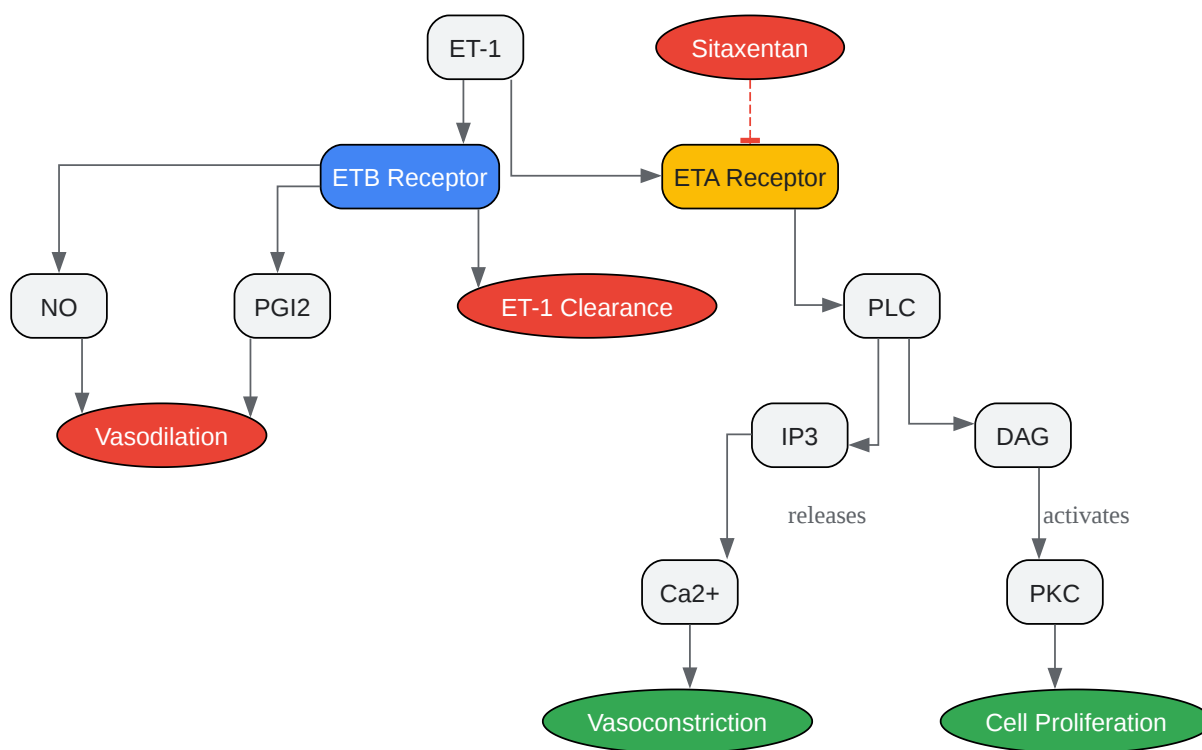 ET-1
Sitaxentan
ETB Receptor
ETA Receptor
NO
PGI2
ET-1 Clearance
PLC
Vasodilation
IP3
DAG
releases
activates
Ca2+
PKC
Vasoconstriction
Cell Proliferation